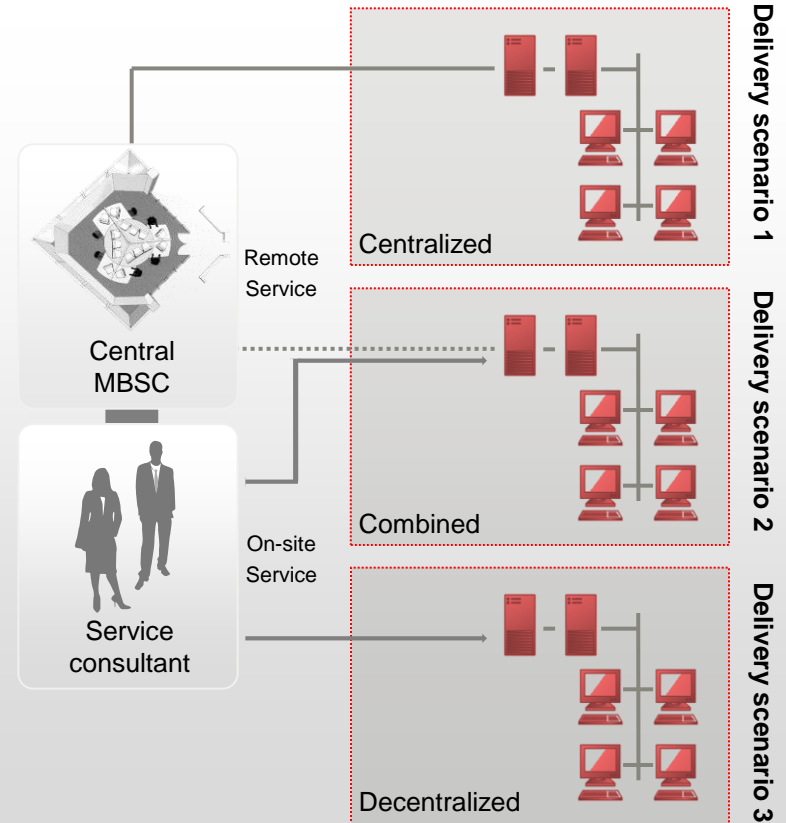 Delivery scenario 1
Centralized
Remote
Service
Central
MBSC
Delivery scenario 2
Combined
On-site
Service
Service
consultant
Delivery scenario 3
Decentralized